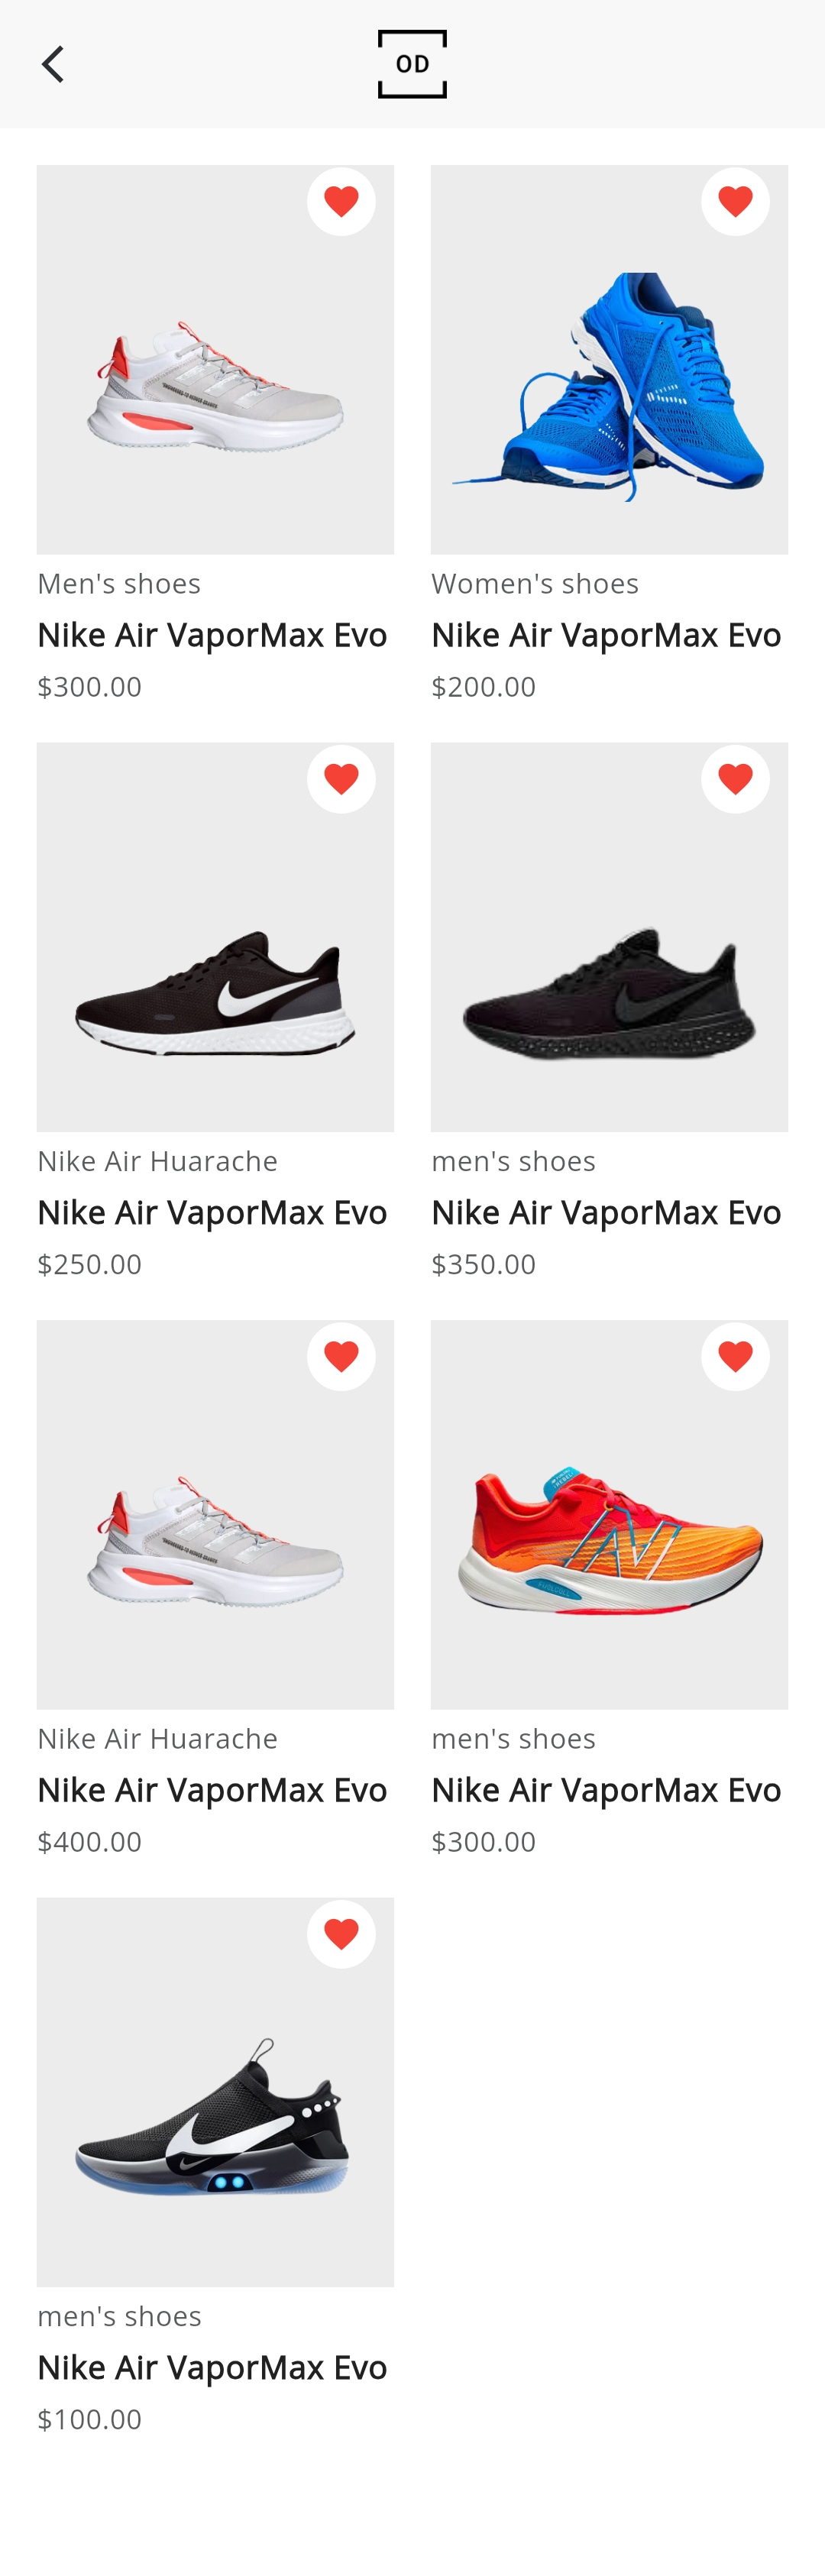 OD
Men's shoes
Nike Air VaporMax Evo
$300.00
Women's shoes
Nike Air VaporMax Evo
$200.00
Nike Air Huarache
Nike Air VaporMax Evo
$250.00
men's shoes
Nike Air VaporMax Evo
$350.00
Nike Air Huarache
Nike Air VaporMax Evo
$400.00
men's shoes
Nike Air VaporMax Evo
$300.00
men's shoes
Nike Air VaporMax Evo
$100.00